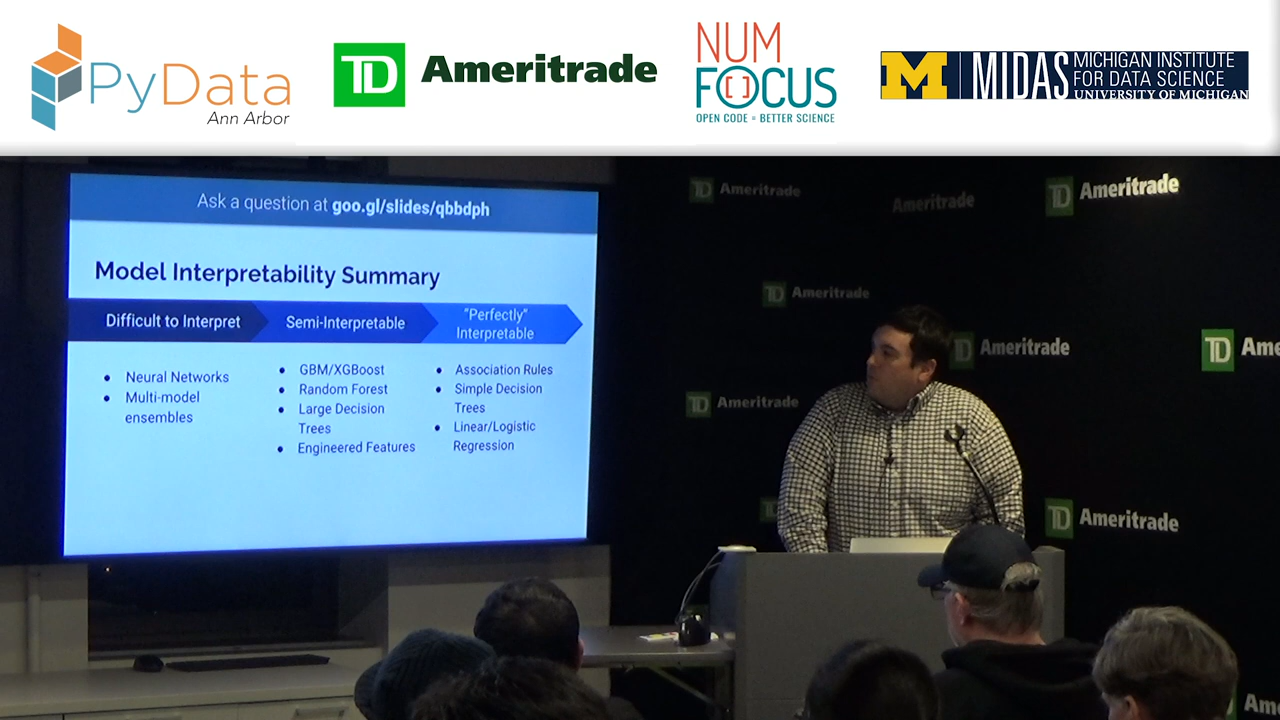 PyData
Ann Arbor
TD Ameritrade
NUM
FOCUS
OPEN CODE = BETTER SCIENCE
M MIDAS
MICHIGAN INSTITUTE
FOR DATA SCIENCE
UNIVERSITY OF MICHIGAN
Ask a question at goo.gl/slides/qbbdph
Model Interpretability Summary
Difficult to Interpret
Neural Networks
Multi-model
ensembles
Semi-Interpretable
GBM/XGBoost
Random Forest
Large Decision
Trees
Engineered Features
"Perfectly"
Interpretable
Association Rules
Simple Decision
Trees
Linear/Logistic
Regression
TD Ameritrade
Ameritrade
TD Ameritrade
TD Ameritrade
TD Ameritrade
TD Ame
TD Ameritrade
TD
TD Ameritrade
Am